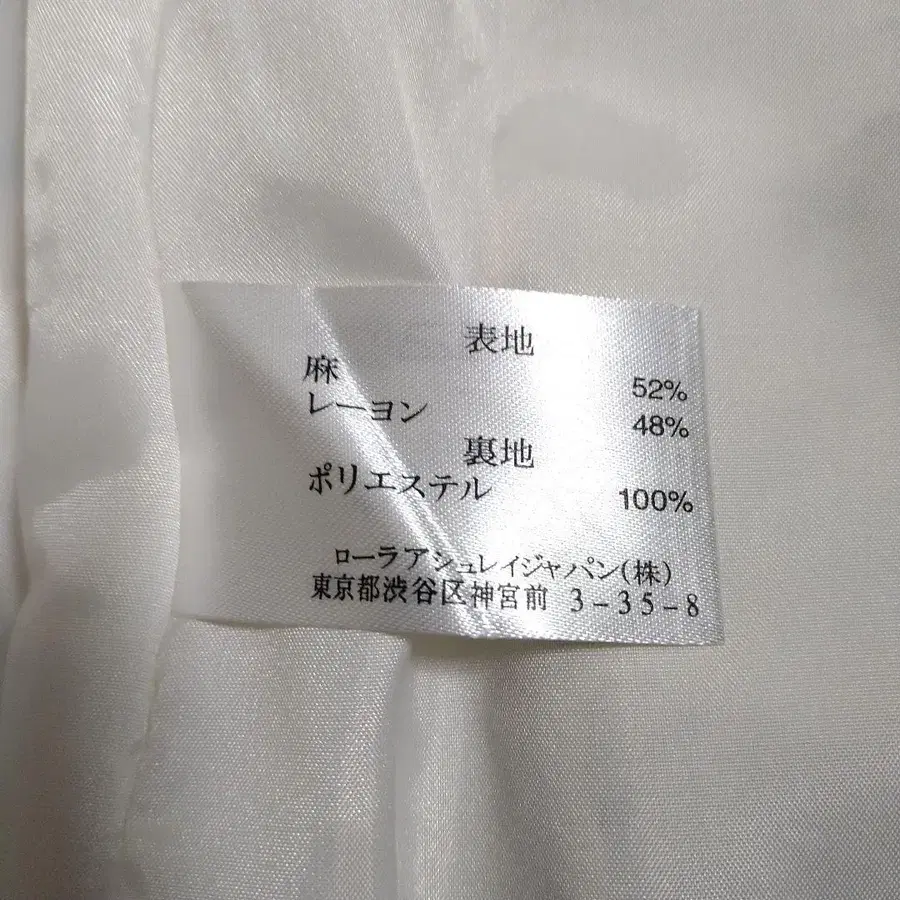 表地
麻 52%
レーヨン 48%
裏地
ポリエステル 100%
ローラアシュレイジャパン(株)
東京都渋谷区神宮前 3-35-8